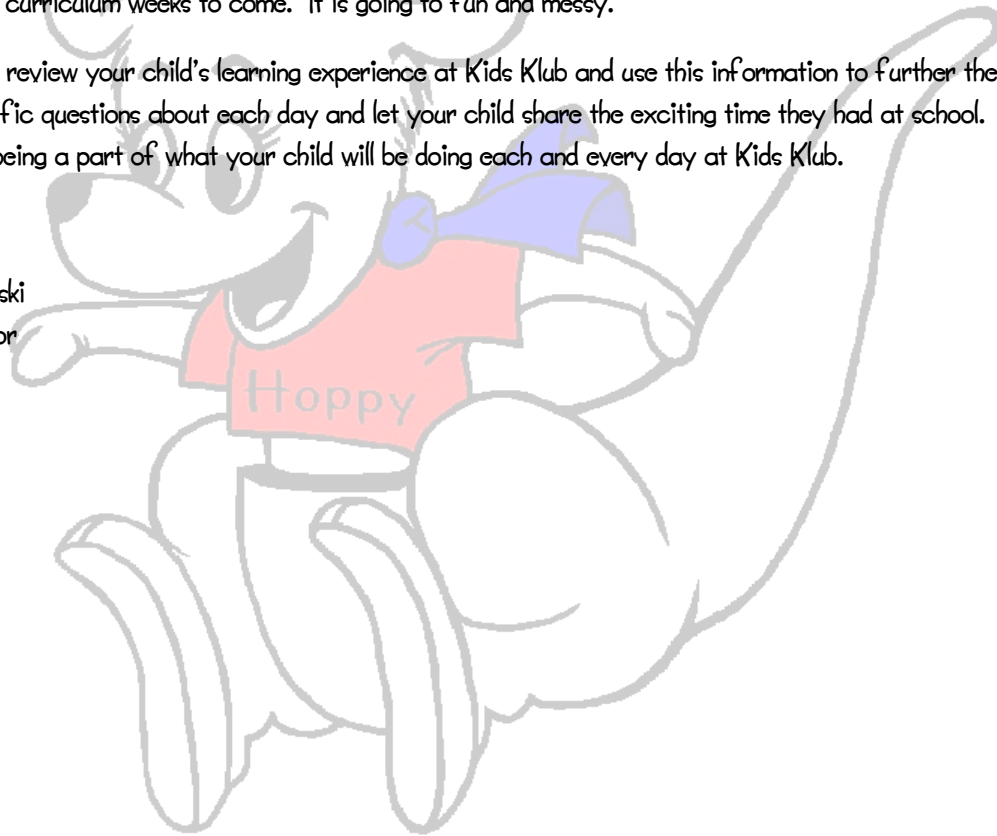 curriculum weeks to come.  It is going to fun and messy.
review your child's learning experience at Kids Klub and use this information to further the
fic questions about each day and let your child share the exciting time they had at school.
being a part of what your child will be doing each and every day at Kids Klub.
ski
or
Hoppy